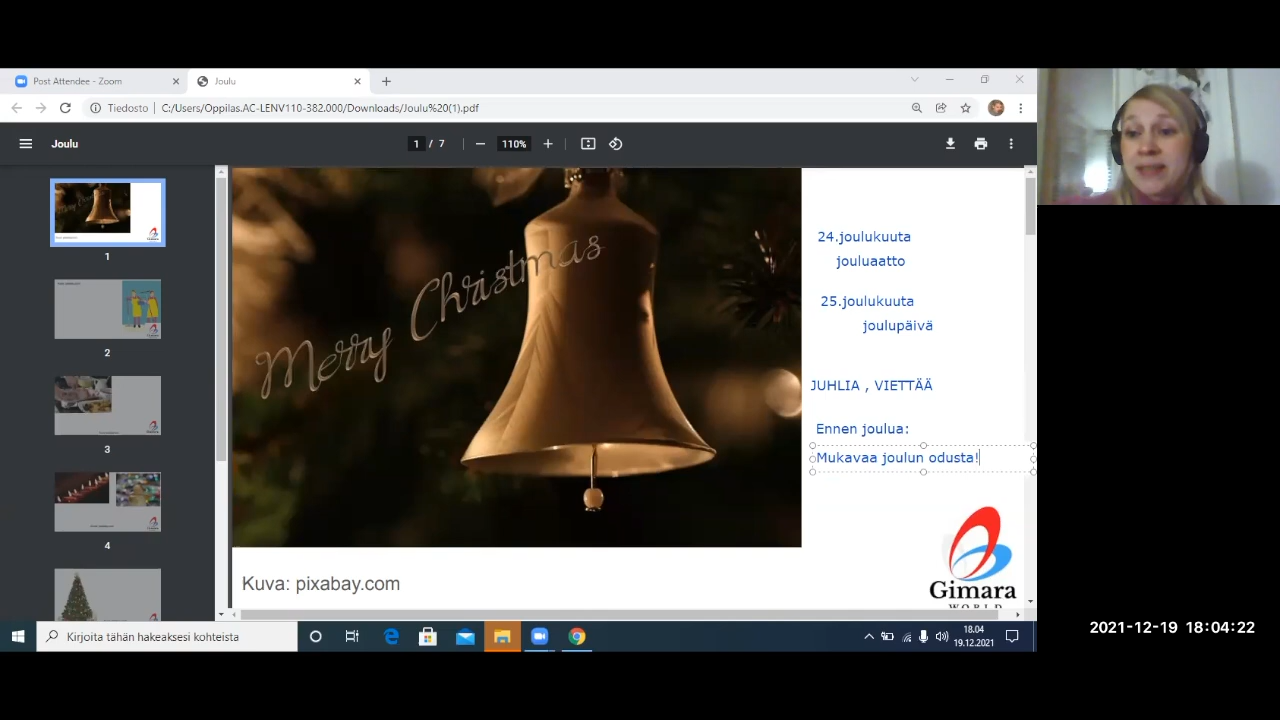 Post Attendee - Zoom
Joulu
Tiedosto
C:/Users/Oppilas.AC-LENV110-382.000/Downloads/Joulu%20(1).pdf
Joulu
1 / 7
110%
1
2
3
4
Merry Christmas
24.joulukuuta
jouluaatto
25.joulukuuta
joulupäivä
JUHLIA , VIETTÄÄ
Ennen joulua:
Mukavaa joulun odusta!
Gimara
WORLD
Kuva: pixabay.com
Kirjoita tähän hakeaksesi kohteista
18.04
19.12.2021
2021-12-19 18:04:22